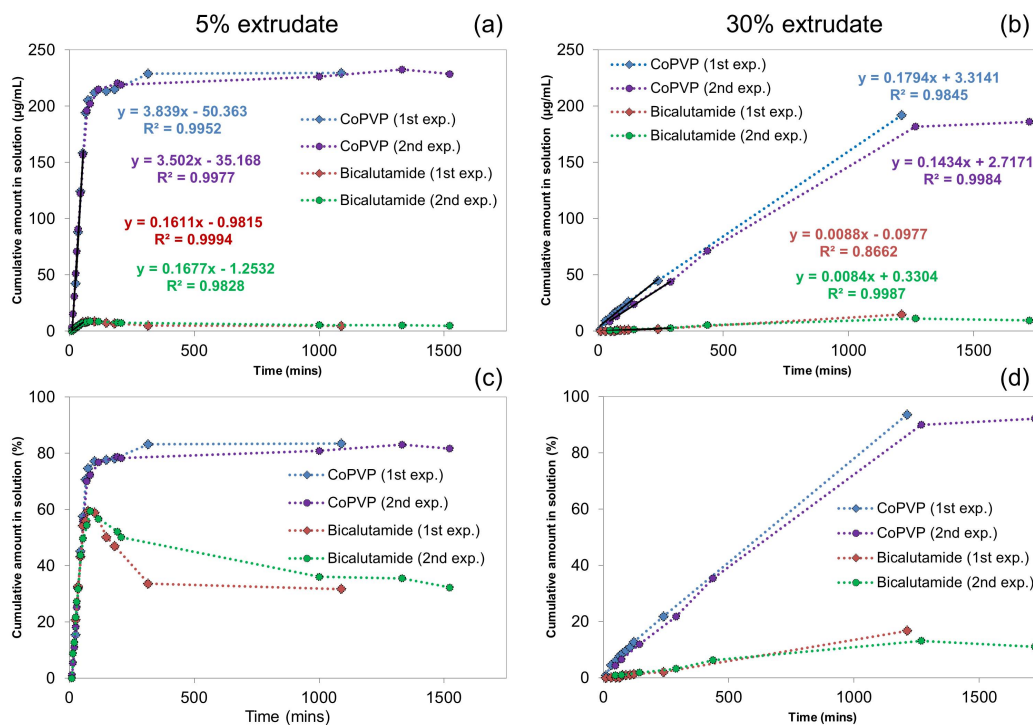 5% extrudate
(a)
Cumulative amount in solution (µg/mL)
250
200
150
100
50
0
y = 3.839x - 50.363
R² = 0.9952
y = 3.502x - 35.168
R² = 0.9977
y = 0.1611x - 0.9815
R² = 0.9994
y = 0.1677x - 1.2532
R² = 0.9828
CoPVP (1st exp.)
CoPVP (2nd exp.)
Bicalutamide (1st exp.)
Bicalutamide (2nd exp.)
0
500
1000
1500
Time (mins)
30% extrudate
(b)
Cumulative amount in solution (µg/mL)
250
200
150
100
50
0
CoPVP (1st exp.)
CoPVP (2nd exp.)
Bicalutamide (1st exp.)
Bicalutamide (2nd exp.)
y = 0.1794x + 3.3141
R² = 0.9845
y = 0.1434x + 2.7171
R² = 0.9984
y = 0.0088x - 0.0977
R² = 0.8662
y = 0.0084x + 0.3304
R² = 0.9987
0
500
1000
1500
Time (mins)
(c)
Cumulative amount in solution (%)
100
80
60
40
20
0
CoPVP (1st exp.)
CoPVP (2nd exp.)
Bicalutamide (1st exp.)
Bicalutamide (2nd exp.)
0
500
1000
1500
Time (mins)
(d)
Cumulative amount in solution (%)
100
80
60
40
20
0
CoPVP (1st exp.)
CoPVP (2nd exp.)
Bicalutamide (1st exp.)
Bicalutamide (2nd exp.)
0
500
1000
1500
Time (mins)